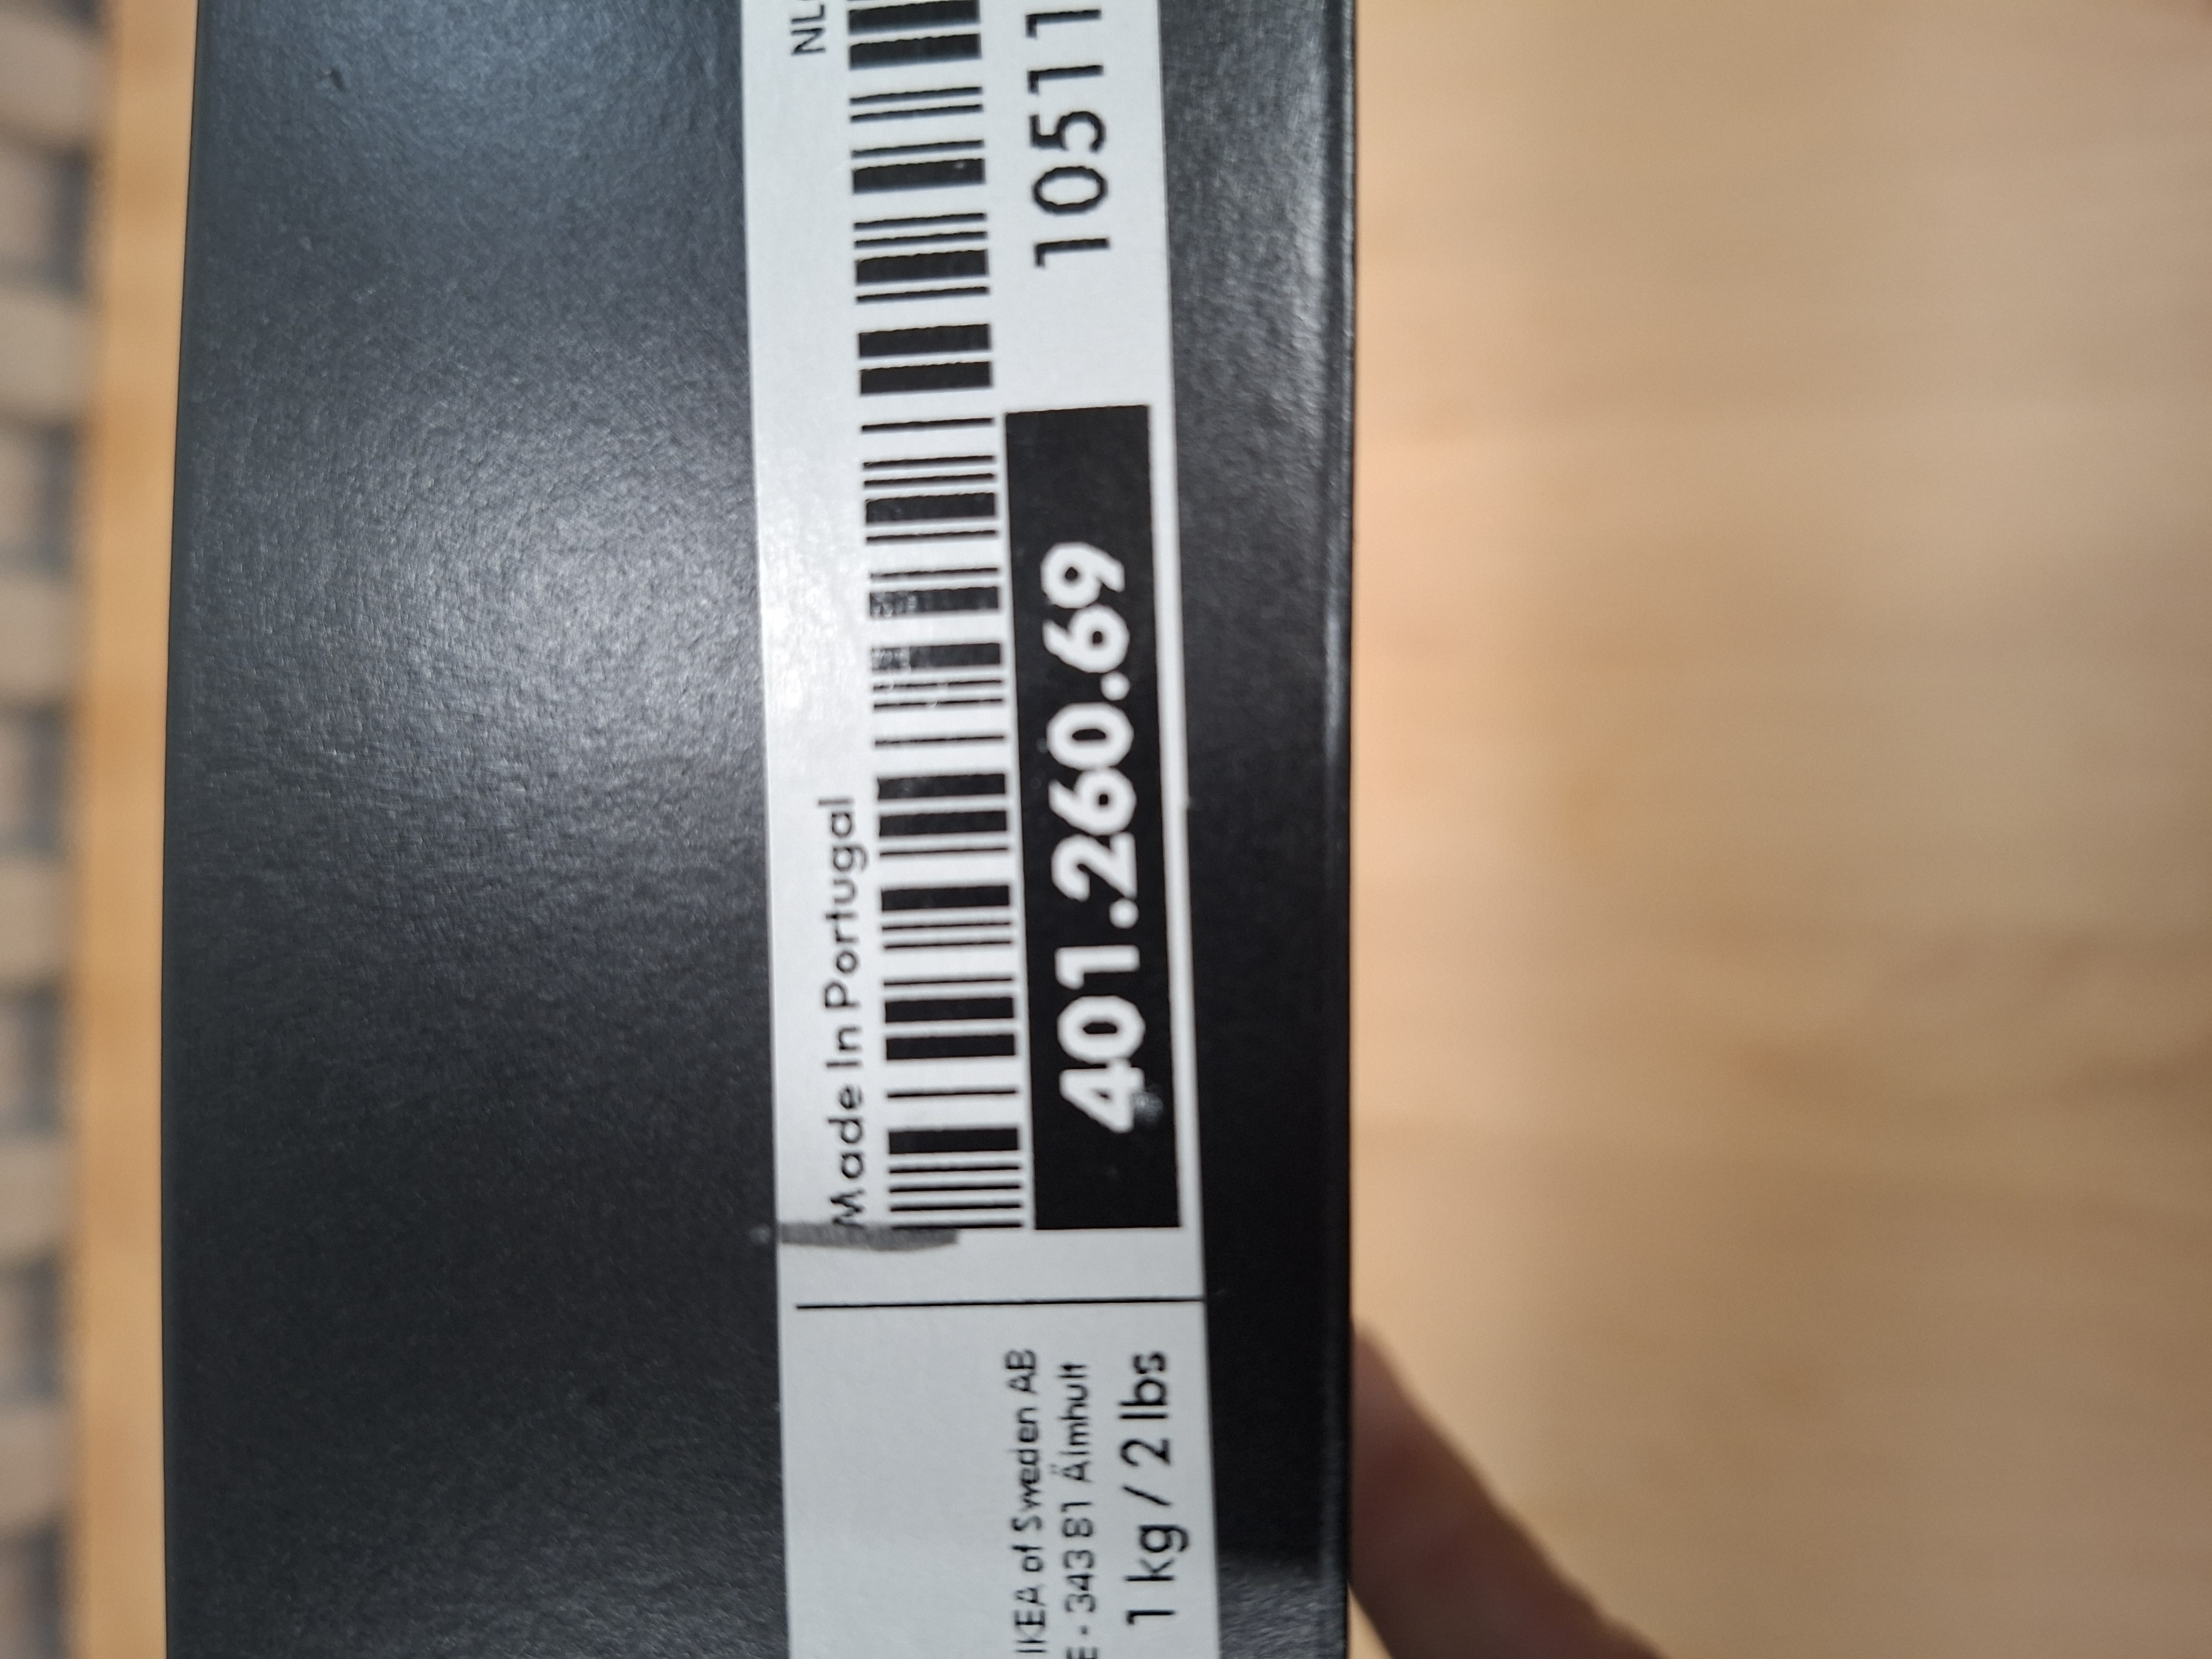 Made In Portugal
NL
10511
401.260.69
IKEA of Sweden AB
E - 343 81 Älmhult
1 kg / 2 lbs